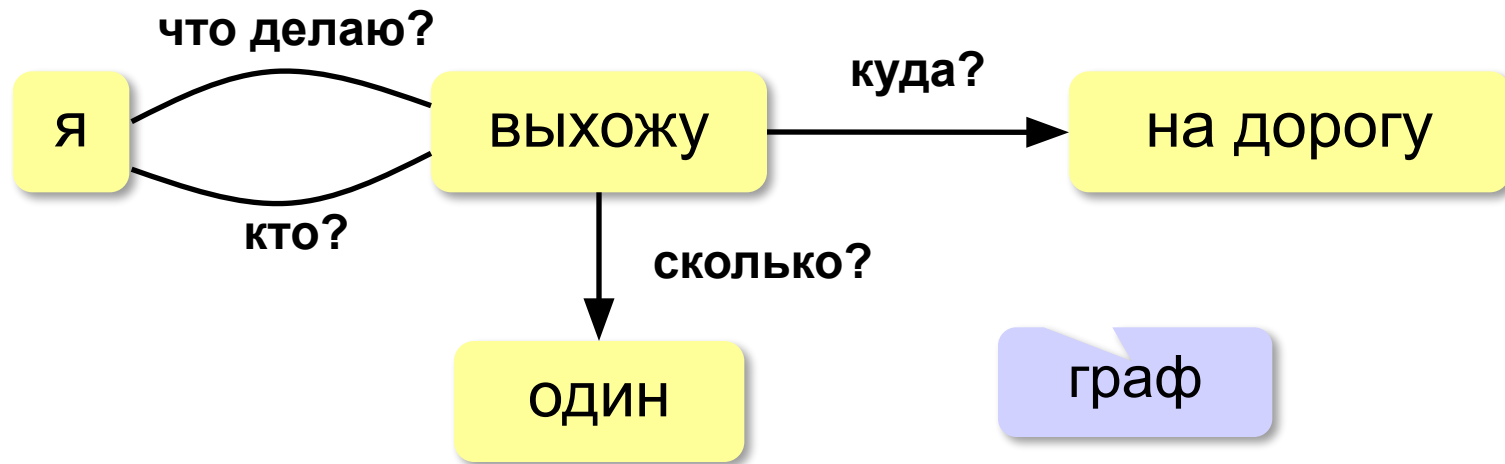 что делаю?
куда?
я
выхожу
на дорогу
кто?
сколько?
один
граф